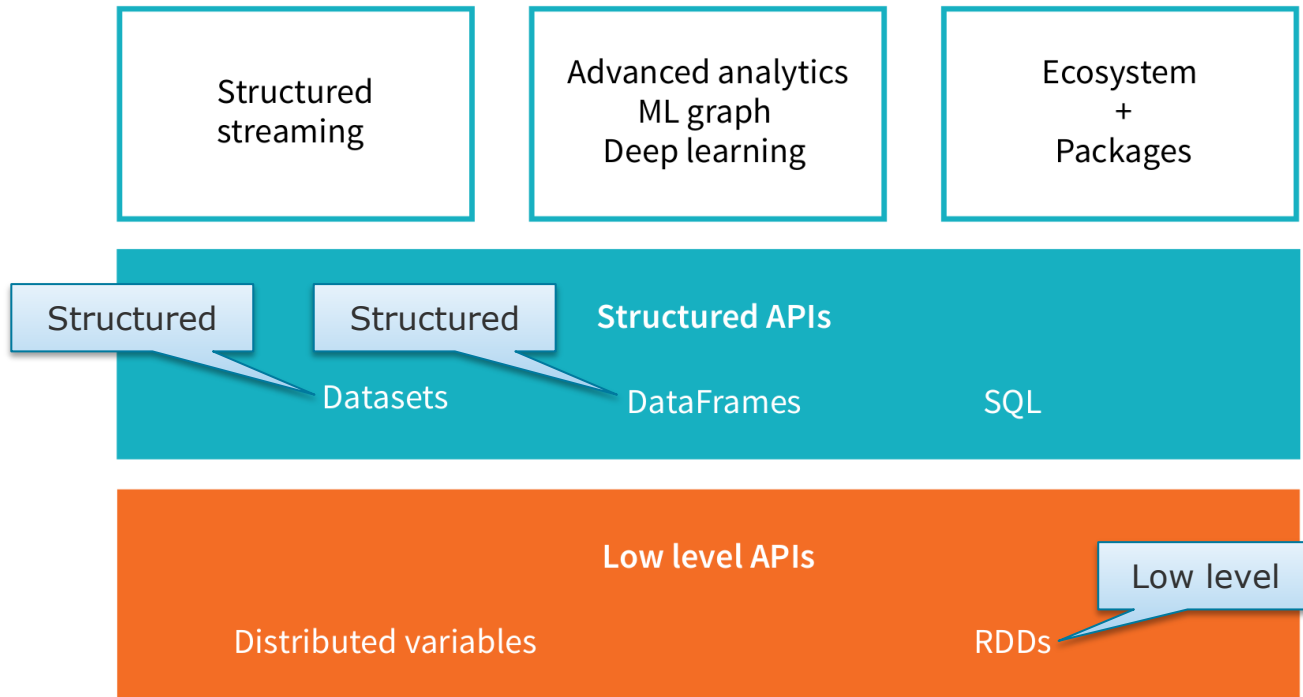 Structured
streaming
Advanced analytics
ML graph
Deep learning
Ecosystem
+
Packages
Structured
Structured
Structured APIs
Datasets
DataFrames
SQL
Low level APIs
Low level
Distributed variables
RDDs